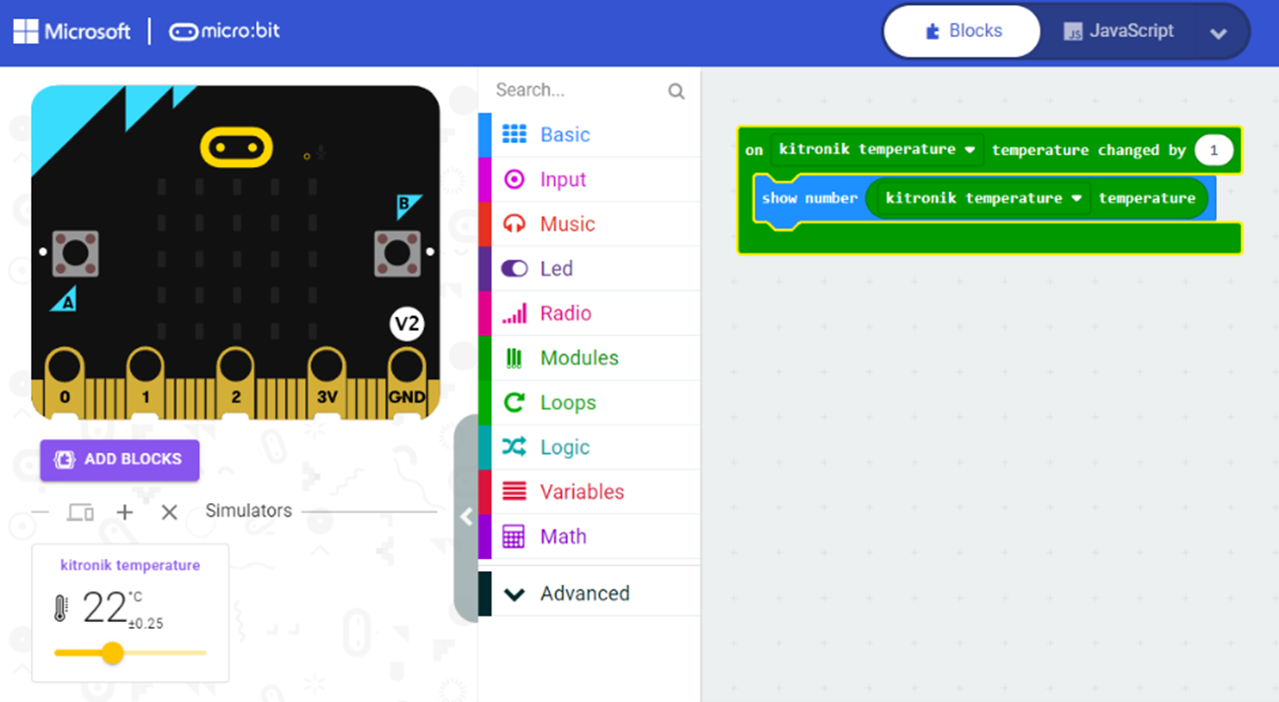 Microsoft | micro:bit
Blocks
JavaScript
JS
B
A
V2
0 1 2 3V GND
ADD BLOCKS
Simulators
kitronik temperature
22°C
±0.25
Search...
Basic
Input
Music
Led
Radio
Modules
Loops
Logic
Variables
Math
Advanced
on kitronik temperature temperature changed by 1
show number kitronik temperature temperature